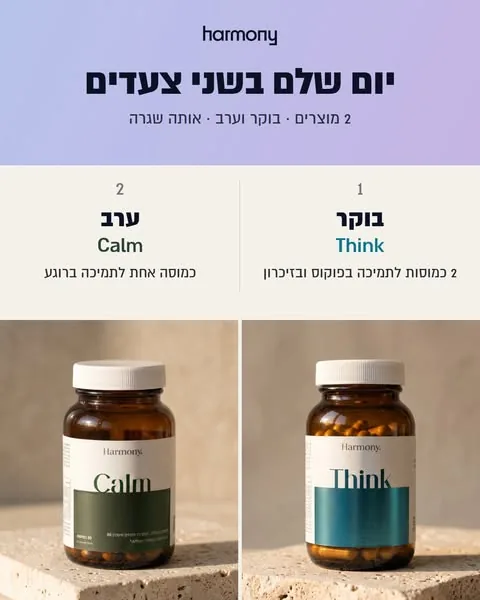 harmony
יום שלם בשני צעדים
2 מוצרים · בוקר וערב · אותה שגרה
1
בוקר
Think
2 כמוסות לתמיכה בפוקוס ובזיכרון
2
ערב
Calm
כמוסה אחת לתמיכה ברוגע
Harmony.
Think
Harmony.
Calm